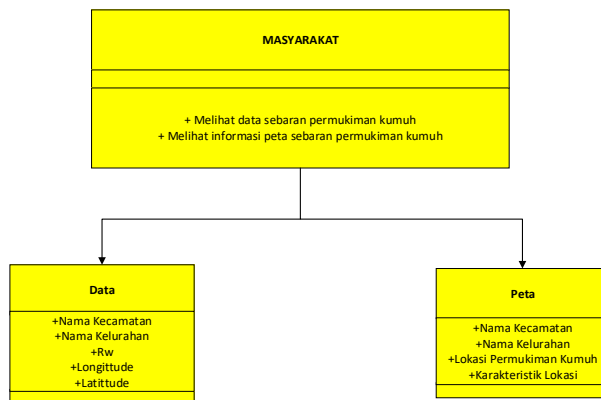 MASYARAKAT
+ Melihat data sebaran permukiman kumuh
+ Melihat informasi peta sebaran permukiman kumuh
Data
+Nama Kecamatan
+Nama Kelurahan
+Rw
+Longittude
+Latittude
Peta
+Nama Kecamatan
+Nama Kelurahan
+Lokasi Permukiman Kumuh
+Karakteristik Lokasi